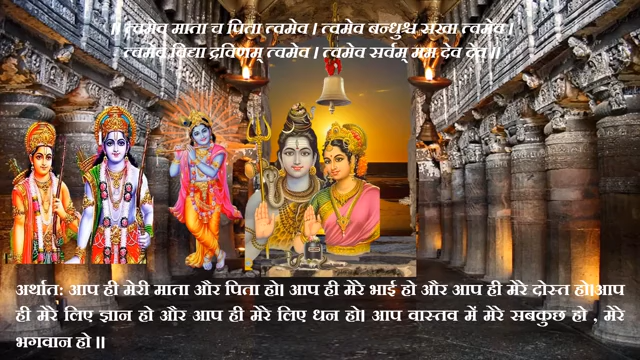 ॥ त्वमेव माता च पिता त्वमेव । त्वमेव बन्धुश्च सखा त्वमेव ।
त्वमेव विद्या द्रविणम् त्वमेव । त्वमेव सर्वम् मम देव देव ॥
अर्थात: आप ही मेरी माता और पिता हो। आप ही मेरे भाई हो और आप ही मेरे दोस्त हो।आप
ही मेरे लिए ज्ञान हो और आप ही मेरे लिए धन हो। आप वास्तव में मेरे सबकुछ हो , मेरे
भगवान हो ॥